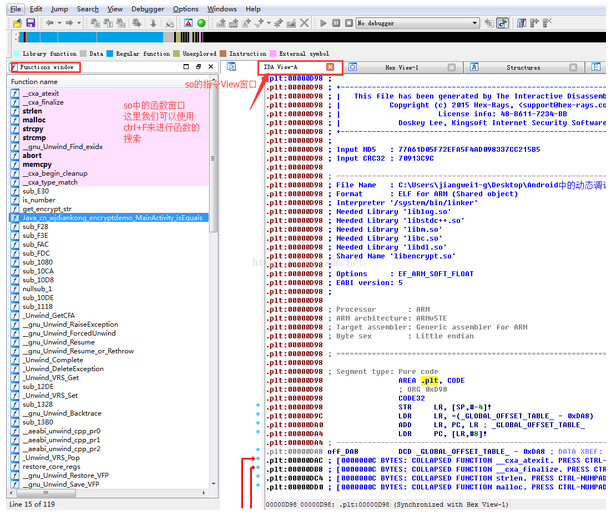 File Edit Jump Search View Debugger Options Windows Help
No debugger
Library function Data Regular function Unexplored Instruction External symbol
Functions window
IDA View-A
Hex View-1
Structures
so的指令View窗口
Function name
__cxa_atexit
__cxa_finalize
strlen
malloc
strcpy
strcmp
__gnu_Unwind_Find_exidx
abort
memcpy
__cxa_begin_cleanup
__cxa_type_match
sub_E30
is_number
get_encrypt_str
Java_cn_wjdiankong_encryptdemo_MainActivity_isEquals
sub_F28
sub_F3E
sub_FAC
sub_FDC
sub_1080
sub_10CA
sub_10D8
nullsub_1
sub_10DE
sub_1118
_Unwind_GetCFA
__gnu_Unwind_RaiseException
__gnu_Unwind_ForcedUnwind
__gnu_Unwind_Resume
__gnu_Unwind_Resume_or_Rethrow
_Unwind_Complete
_Unwind_DeleteException
_Unwind_VRS_Get
sub_12DE
_Unwind_VRS_Set
sub_1328
__gnu_Unwind_Backtrace
sub_13B0
__aeabi_unwind_cpp_pr0
__aeabi_unwind_cpp_pr1
__aeabi_unwind_cpp_pr2
_Unwind_VRS_Pop
restore_core_regs
__gnu_Unwind_Restore_VFP
__gnu_Unwind_Save_VFP
Line 15 of 119
so中的函数窗口
这里我们可以使用
ctrl+F来进行函数的
搜索
.plt:00000D98 ;
.plt:00000D98 ; +-
.plt:00000D98 ; | This file has been generated by The Interactive Disassemb
.plt:00000D98 ; | Copyright (c) 2015 Hex-Rays, <support@hex-rays.co
.plt:00000D98 ; | License info: 48-B611-7234-BB
.plt:00000D98 ; | Doskey Lee, Kingsoft Internet Security Software
.plt:00000D98 ; +-
.plt:00000D98 ;
.plt:00000D98 ; Input MD5 : 77A61D05F72EFA5F4AD098337CC215B5
.plt:00000D98 ; Input CRC32 : 70913C9C
.plt:00000D98
.plt:00000D98 ;
.plt:00000D98 ; File Name : C:\Users\jiangwei-g\Desktop\Android中的动态调试
.plt:00000D98 ; Format : ELF for ARM (Shared object)
.plt:00000D98 ; Interpreter '/system/bin/linker'
.plt:00000D98 ; Needed Library 'liblog.so'
.plt:00000D98 ; Needed Library 'libstdc++.so'
.plt:00000D98 ; Needed Library 'libm.so'
.plt:00000D98 ; Needed Library 'libc.so'
.plt:00000D98 ; Needed Library 'libdl.so'
.plt:00000D98 ; Shared Name 'libencrypt.so'
.plt:00000D98 ;
.plt:00000D98 ; Options : EF_ARM_SOFT_FLOAT
.plt:00000D98 ; EABI version: 5
.plt:00000D98 ;
.plt:00000D98
.plt:00000D98 ; Processor : ARM
.plt:00000D98 ; ARM architecture: ARMv5TE
.plt:00000D98 ; Target assembler: Generic assembler for ARM
.plt:00000D98 ; Byte sex : Little endian
.plt:00000D98
.plt:00000D98 ; ====
.plt:00000D98
.plt:00000D98 ; Segment type: Pure code
.plt:00000D98 AREA .plt, CODE
.plt:00000D98 ; ORG 0xD98
.plt:00000D98 CODE32
.plt:00000D98 STR LR, [SP,#-4]!
.plt:00000D9C LDR LR, =(_GLOBAL_OFFSET_TABLE_ - 0xDA8)
.plt:00000DA0 ADD LR, PC, LR ; _GLOBAL_OFFSET_TABLE_
.plt:00000DA4 LDR PC, [LR,#8]!
.plt:00000DA4 ;
.plt:00000DA8 off_DA8 DCD _GLOBAL_OFFSET_TABLE_ - 0xDA8 ; DATA XREF:
.plt:00000DAC ; [0000000C BYTES: COLLAPSED FUNCTION __cxa_atexit. PRESS CTR
.plt:00000DB8 ; [0000000C BYTES: COLLAPSED FUNCTION __cxa_finalize. PRESS C
.plt:00000DC4 ; [0000000C BYTES: COLLAPSED FUNCTION strlen. PRESS CTRL-NUMPA
.plt:00000DD0 ; [0000000C BYTES: COLLAPSED FUNCTION malloc. PRESS CTRL-NUMPA
00000D98 00000D98: .plt:00000D98 (Synchronized with Hex View-1)